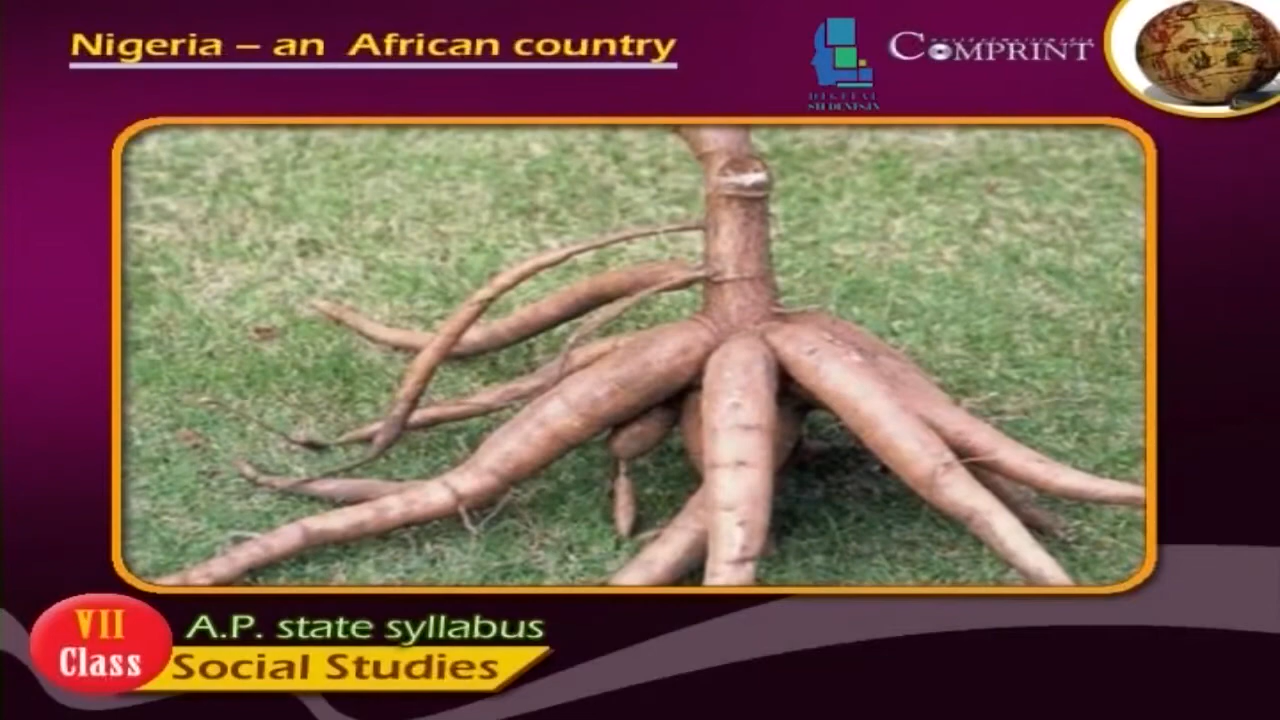 Nigeria – an African country
COMPRINT
VII
Class
A.P. state syllabus
Social Studies